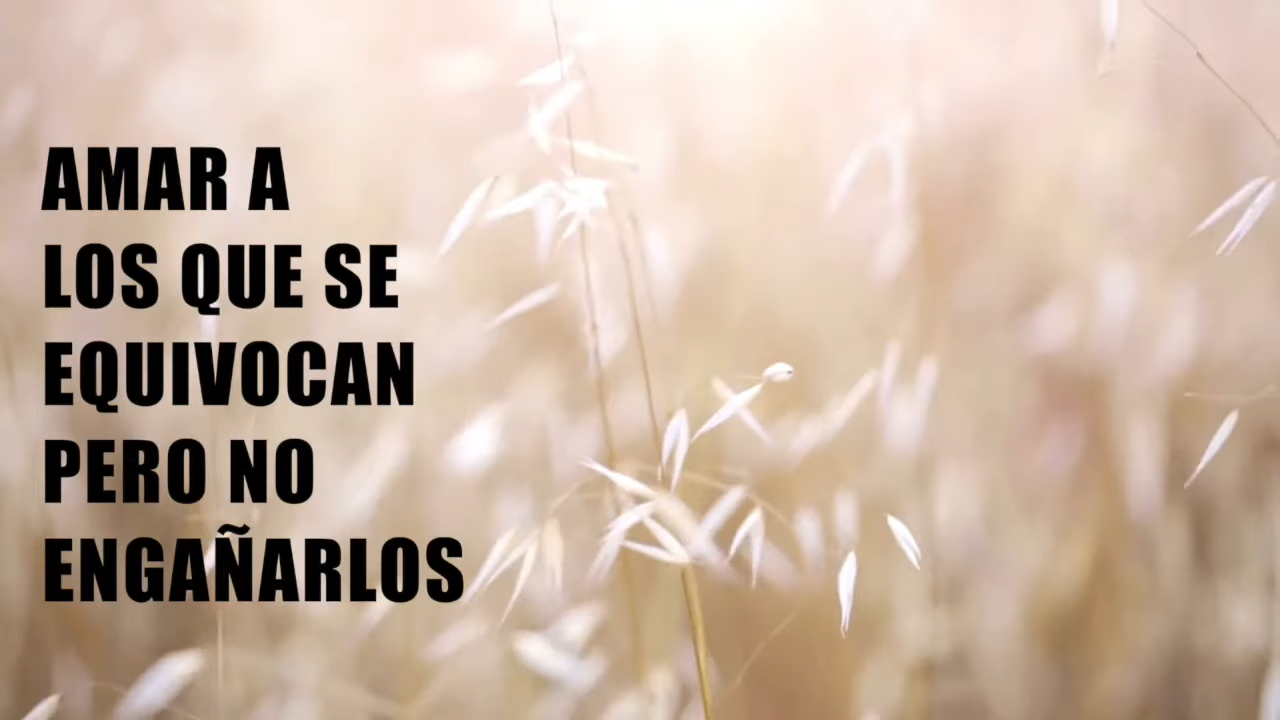 AMAR A
LOS QUE SE
EQUIVOCAN
PERO NO
ENGAÑARLOS